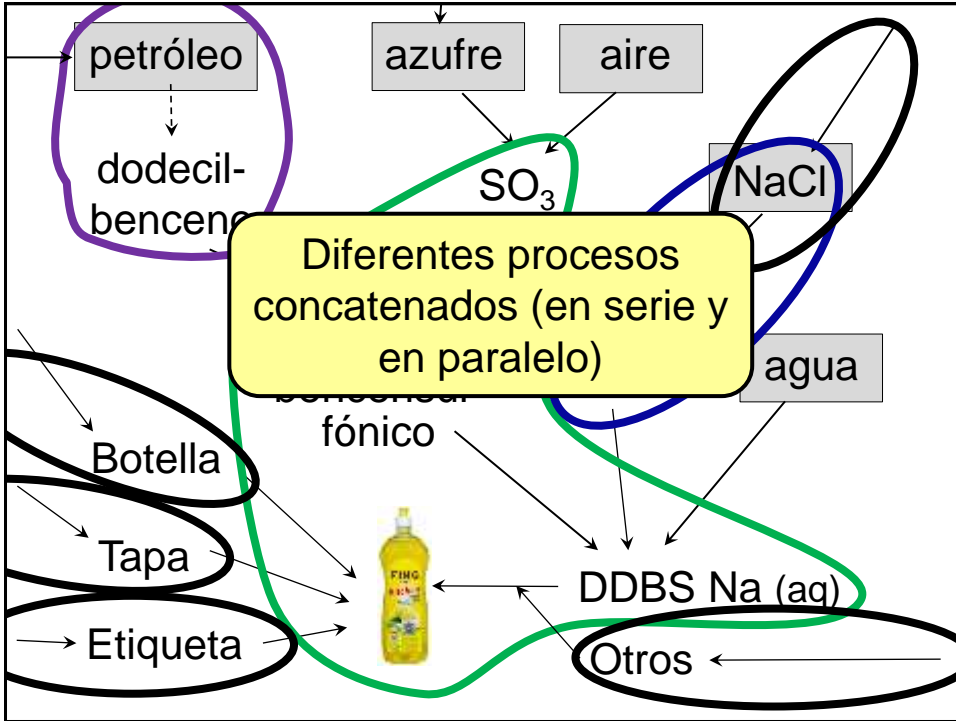 petróleo
azufre
aire
dodecil-
benceno
SO3
NaCl
Diferentes procesos
concatenados (en serie y
en paralelo)
agua
fónico
Botella
Tapa
Etiqueta
FING
DDBS Na (aq)
Otros